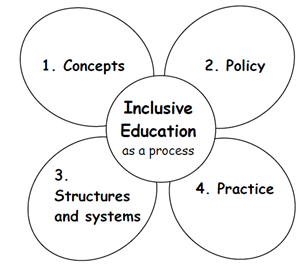 1. Concepts
2. Policy
Inclusive
Education
as a process
3.
Structures
and systems
4. Practice